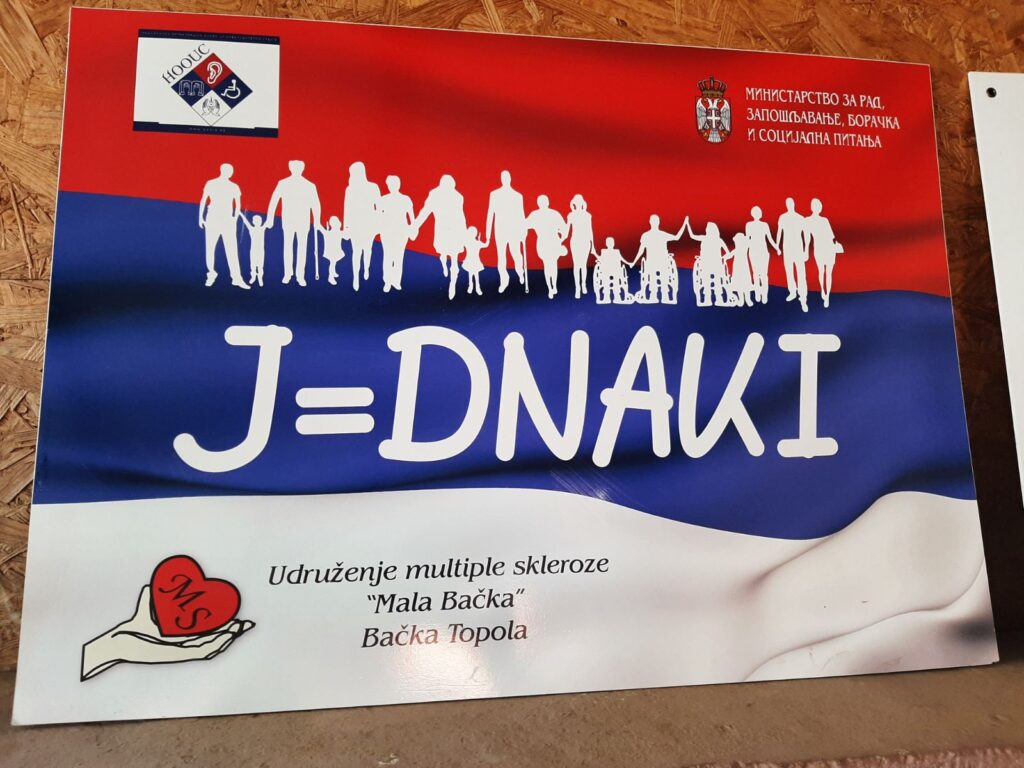 НООИС
МИНИСТАРСТВО ЗА РАД,
ЗАПОШЉАВАЊЕ, БОРАЧКА
И СОЦИЈАЛНА ПИТАЊА
J=DNAKI
MS
Udruženje multiple skleroze
"Mala Bačka"
Bačka Topola